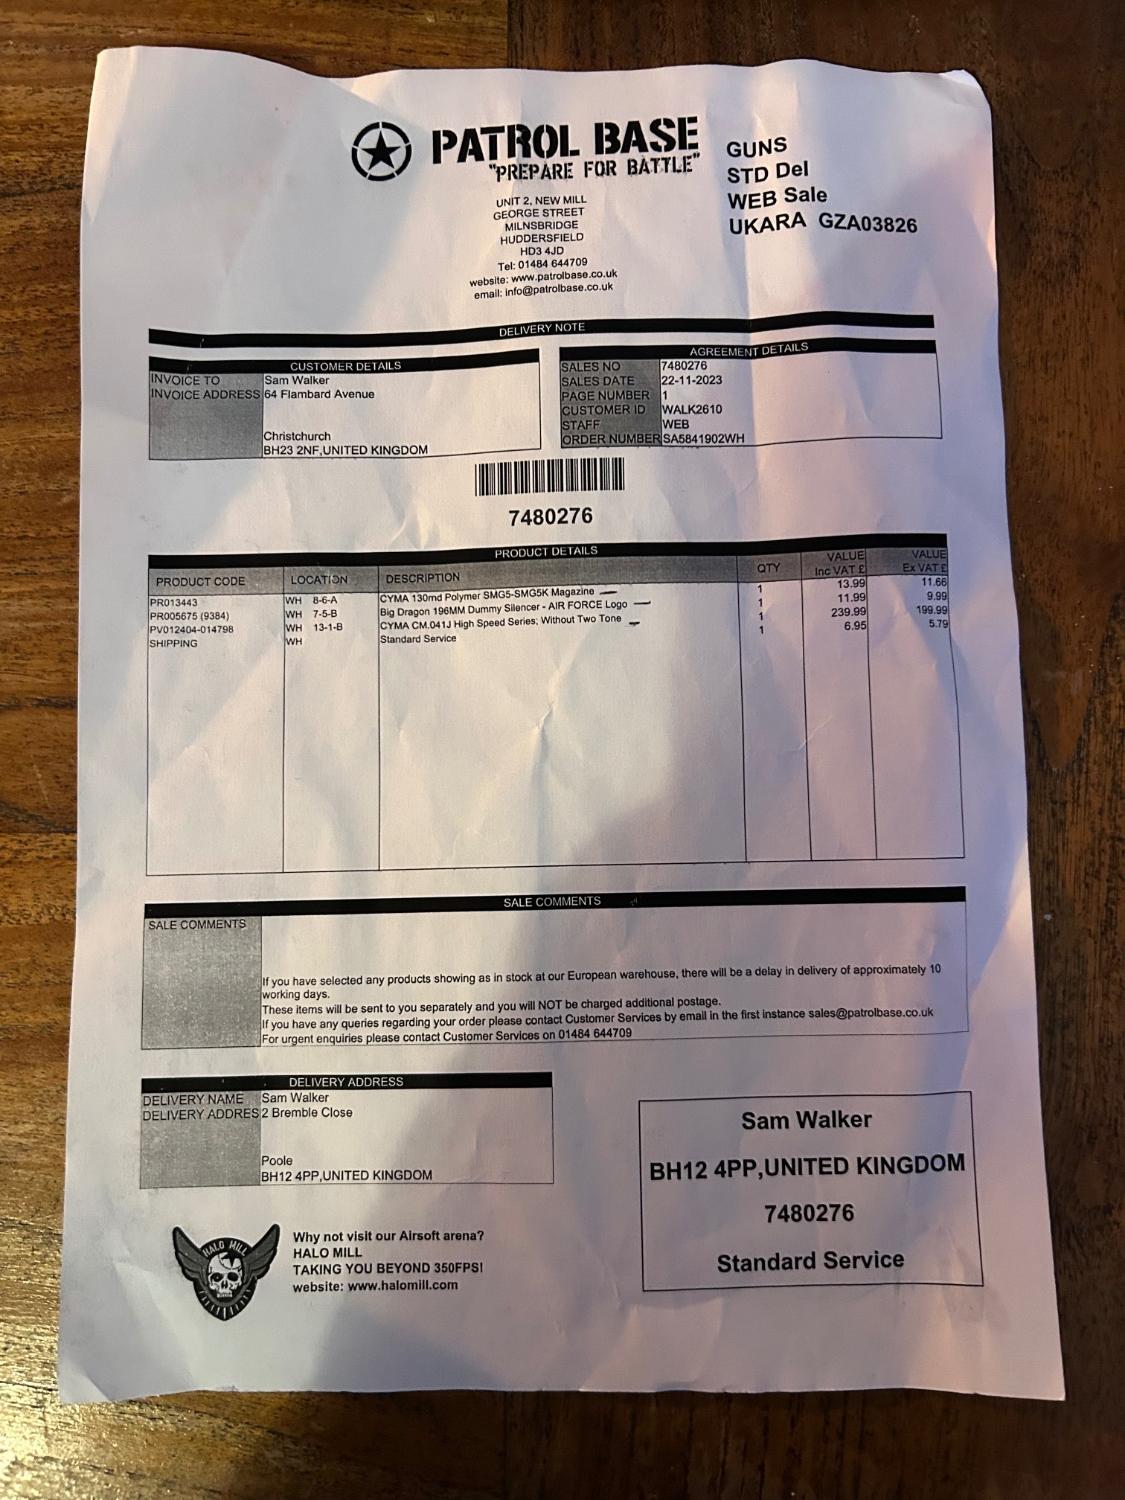 PATROL BASE
"PREPARE FOR BATTLE"
GUNS
STD Del
WEB Sale
UKARA GZA03826
UNIT 2, NEW MILL
GEORGE STREET
MILNSBRIDGE
HUDDERSFIELD
HD3 4JD
Tel: 01484 644709
website: www.patrolbase.co.uk
email: info@patrolbase.co.uk
DELIVERY NOTE
CUSTOMER DETAILS
INVOICE TO Sam Walker
INVOICE ADDRESS 64 Flambard Avenue
Christchurch
BH23 2NF,UNITED KINGDOM
AGREEMENT DETAILS
SALES NO 7480276
SALES DATE 22-11-2023
PAGE NUMBER 1
CUSTOMER ID WALK2610
STAFF WEB
ORDER NUMBER SA5841902WH
7480276
PRODUCT DETAILS
PRODUCT CODE LOCATION DESCRIPTION QTY VALUE Inc VAT £ VALUE Ex VAT £
PR013443 WH 8-6-A CYMA 130rnd Polymer SMG5-SMG5K Magazine 1 13.99 11.66
PR005675 (9384) WH 7-5-B Big Dragon 196MM Dummy Silencer - AIR FORCE Logo 1 11.99 9.99
PV012404-014798 WH 13-1-B CYMA CM.041J High Speed Series; Without Two Tone 1 239.99 199.99
SHIPPING WH Standard Service 1 6.95 5.79
SALE COMMENTS
SALE COMMENTS
If you have selected any products showing as in stock at our European warehouse, there will be a delay in delivery of approximately 10
working days.
These items will be sent to you separately and you will NOT be charged additional postage.
If you have any queries regarding your order please contact Customer Services by email in the first instance sales@patrolbase.co.uk
For urgent enquiries please contact Customer Services on 01484 644709
DELIVERY ADDRESS
DELIVERY NAME Sam Walker
DELIVERY ADDRES 2 Bremble Close
Poole
BH12 4PP,UNITED KINGDOM
Sam Walker
BH12 4PP,UNITED KINGDOM
7480276
Standard Service
HALO MILL
Why not visit our Airsoft arena?
HALO MILL
TAKING YOU BEYOND 350FPS!
website: www.halomill.com